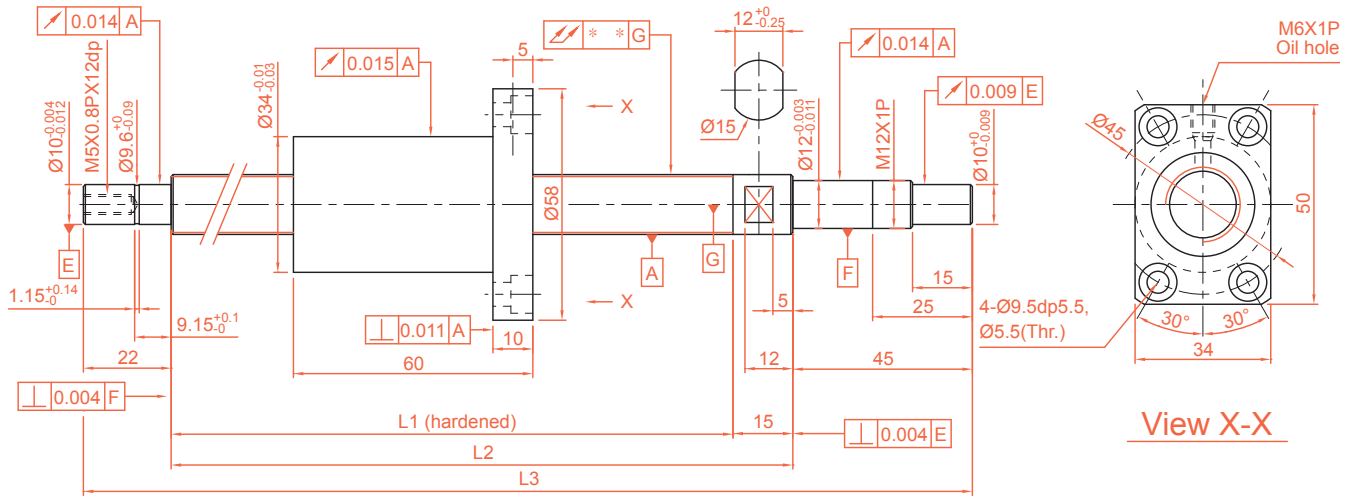 0.014 A
M5X0.8PX12dp
Ø10 -0.004 -0.012
Ø9.6 +0 -0.09
0.015 A
Ø34 -0.01 -0.03
5
X
* * G
12 +0 -0.25
Ø15
0.014 A
Ø12 -0.003 -0.011
M12X1P
0.009 E
Ø10 +0 -0.009
M6X1P
Oil hole
Ø45
50
Ø58
E
A
G
F
X
1.15 +0.14 -0
9.15 +0.1 -0
22
0.004 F
0.011 A
10
60
5
12
15
25
45
4-Ø9.5dp5.5,
Ø5.5(Thr.)
30°
30°
34
L1 (hardened)
15
0.004 E
L2
L3
View X-X